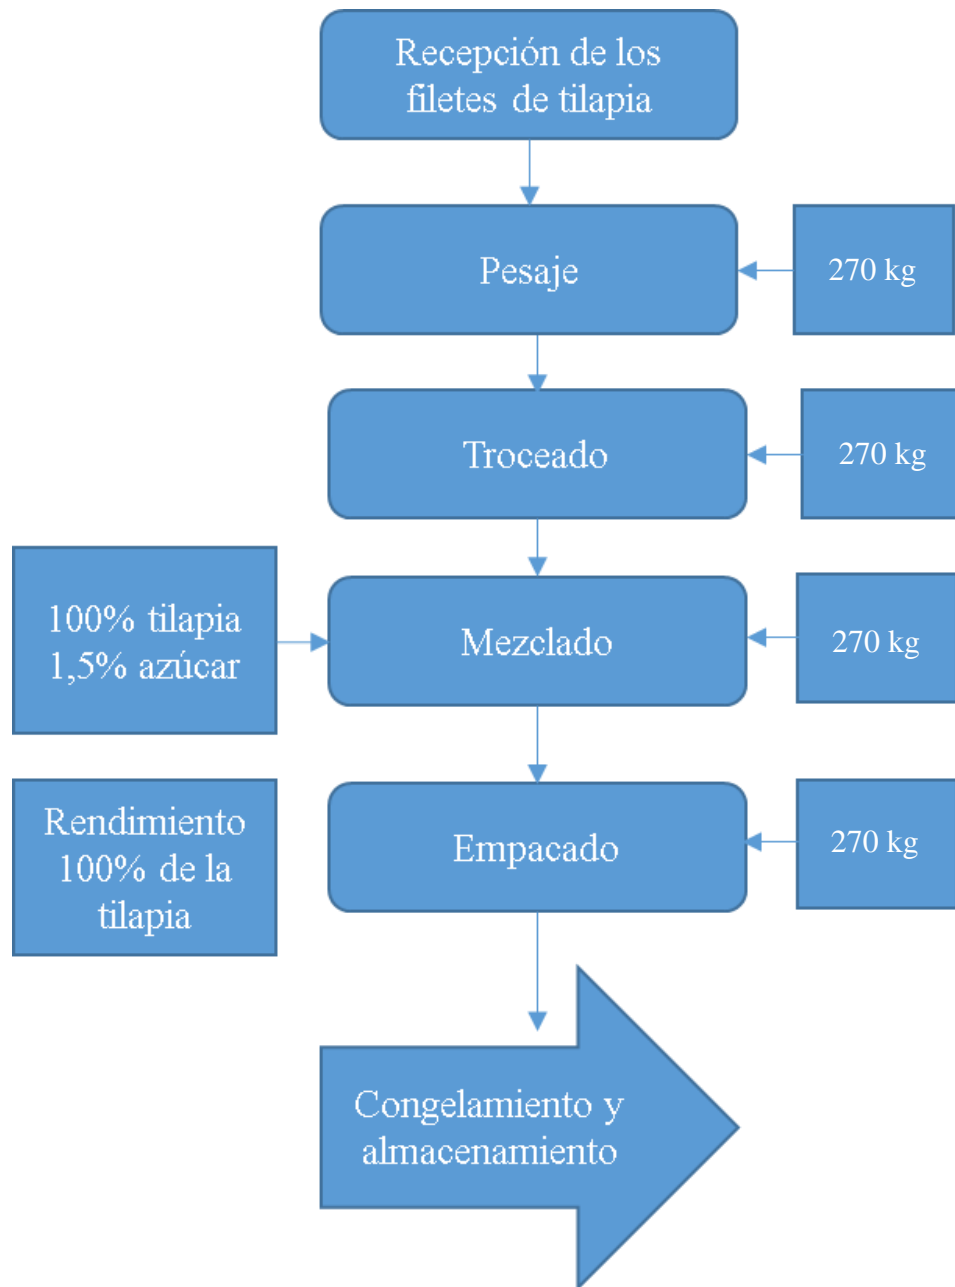 Recepción de los
filetes de tilapia
Pesaje
270 kg
Troceado
270 kg
100% tilapia
1,5% azúcar
Mezclado
270 kg
Rendimiento
100% de la
tilapia
Empacado
270 kg
Congelamiento y
almacenamiento